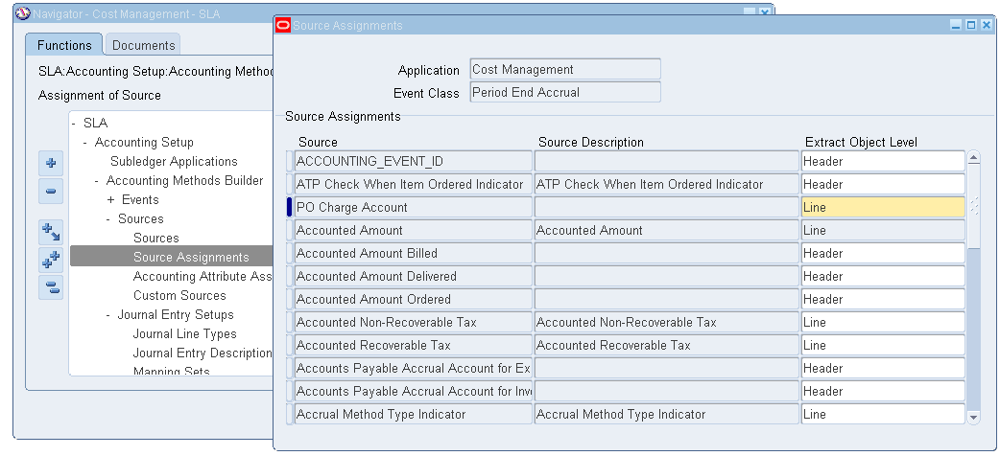 Navigator - Cost Management - SLA
Functions
Documents
SLA:Accounting Setup:Accounting Metho
Assignment of Source
- SLA
- Accounting Setup
Subledger Applications
- Accounting Methods Builder
+ Events
- Sources
Sources
Source Assignments
Accounting Attribute Ass
Custom Sources
- Journal Entry Setups
Journal Line Types
Journal Entry Description
Mapping Sets
Source Assignments
Application Cost Management
Event Class Period End Accrual
Source Assignments
Source Source Description Extract Object Level
ACCOUNTING_EVENT_ID Header
ATP Check When Item Ordered Indicator ATP Check When Item Ordered Indicator Header
PO Charge Account Line
Accounted Amount Accounted Amount Line
Accounted Amount Billed Header
Accounted Amount Delivered Header
Accounted Amount Ordered Header
Accounted Non-Recoverable Tax Accounted Non-Recoverable Tax Line
Accounted Recoverable Tax Accounted Recoverable Tax Line
Accounts Payable Accrual Account for Ex Header
Accounts Payable Accrual Account for Inv Header
Accrual Method Type Indicator Accrual Method Type Indicator Line